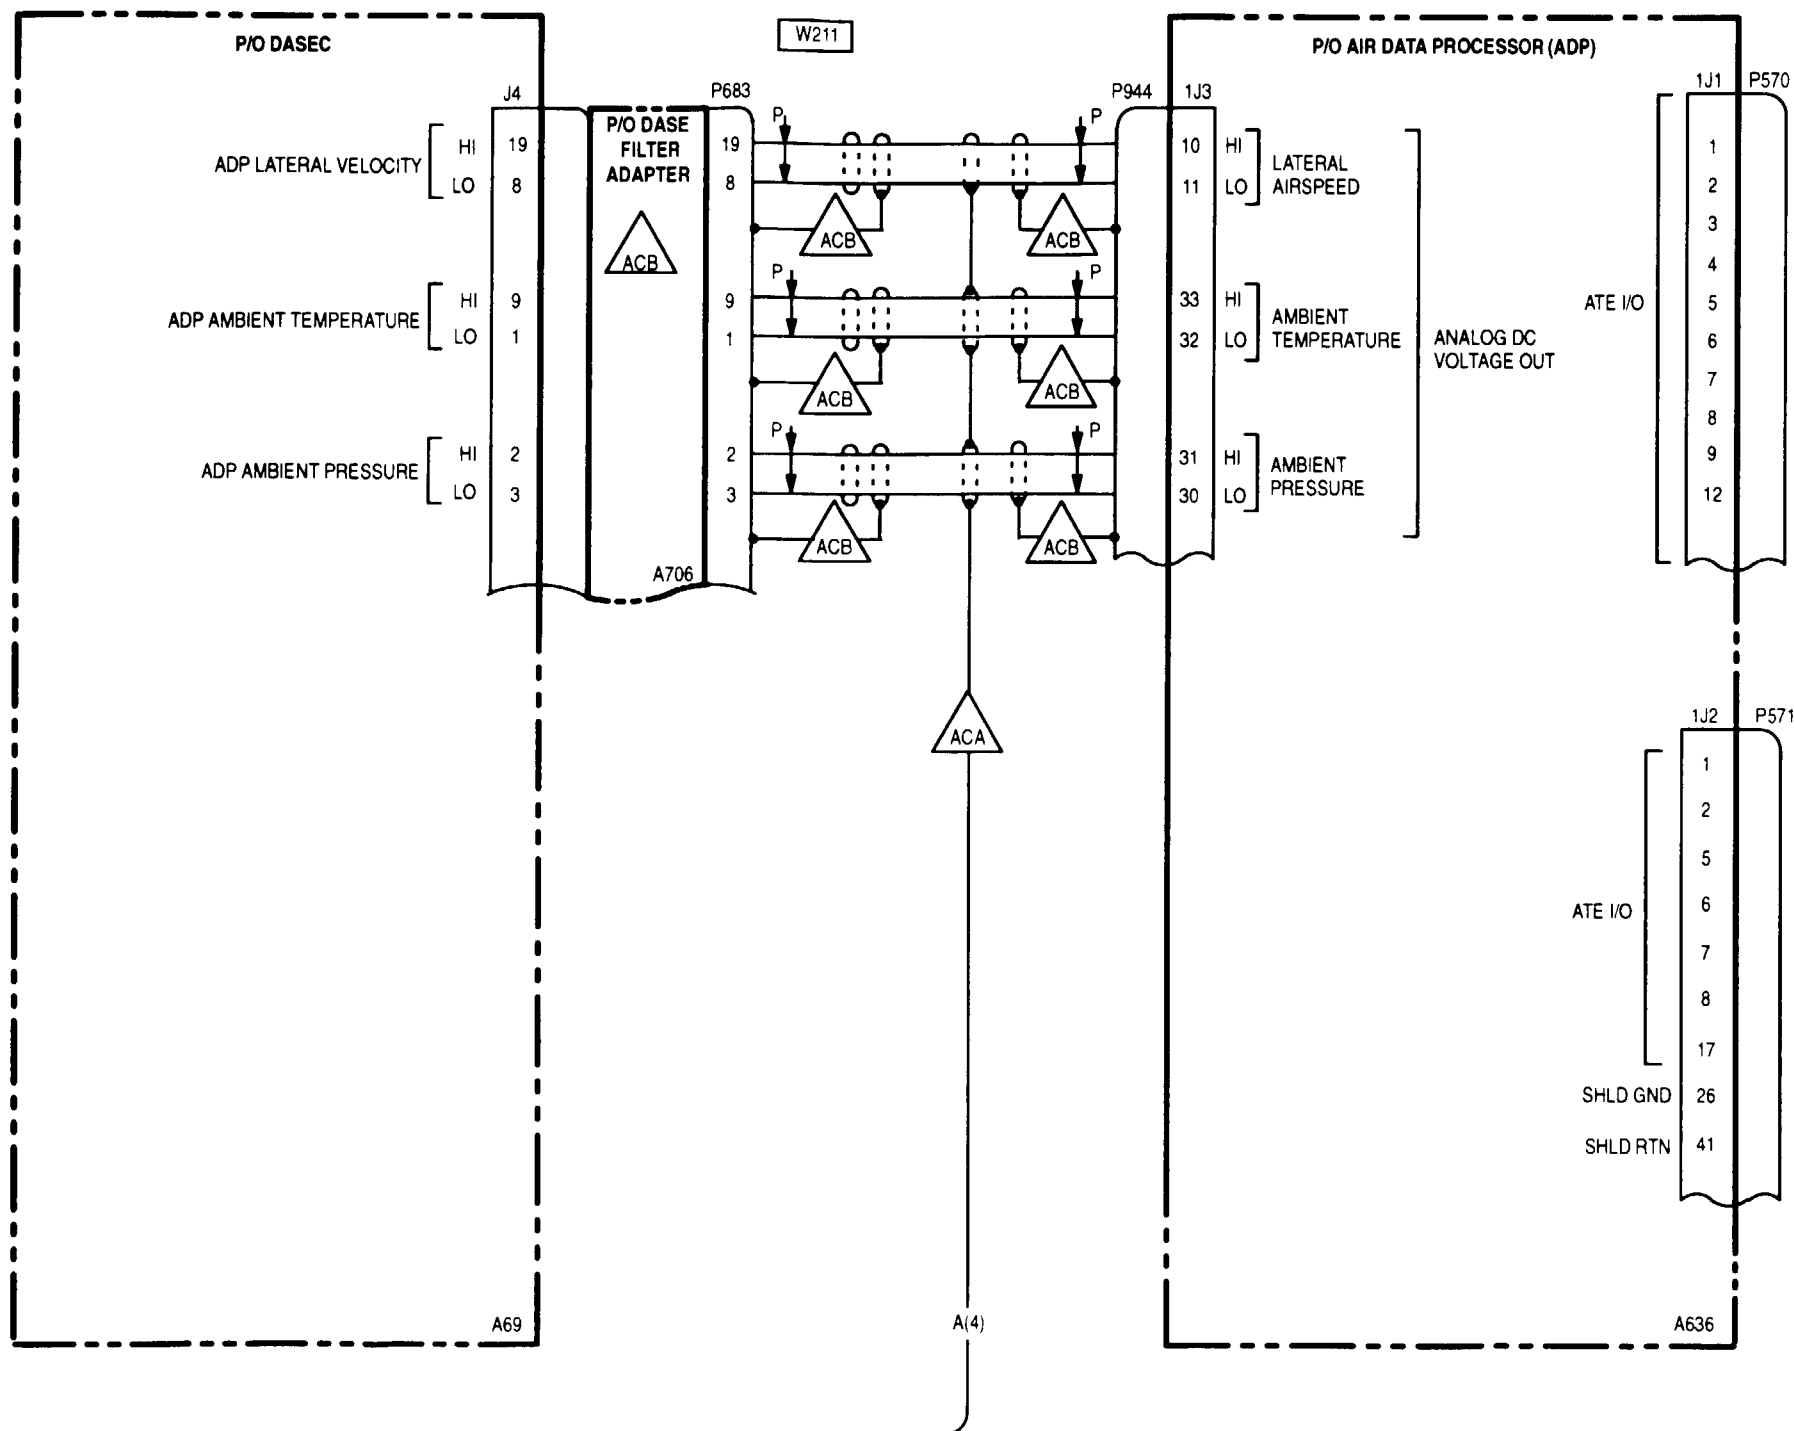 P/O DASEC
W211
P/O AIR DATA PROCESSOR (ADP)
J4
P683
P944
1J3
1J1
P570
P/O DASE
FILTER
ADAPTER
ACB
ADP LATERAL VELOCITY
HI 19
LO 8
19
8
P
P
ACB
ACB
10 HI
11 LO
LATERAL
AIRSPEED
ADP AMBIENT TEMPERATURE
HI 9
LO 1
9
1
P
P
ACB
ACB
33 HI
32 LO
AMBIENT
TEMPERATURE
ANALOG DC
VOLTAGE OUT
ADP AMBIENT PRESSURE
HI 2
LO 3
2
3
P
P
ACB
ACB
31 HI
30 LO
AMBIENT
PRESSURE
A706
ATE I/O
1
2
3
4
5
6
7
8
9
12
ACA
1J2
P571
ATE I/O
1
2
5
6
7
8
17
SHLD GND 26
SHLD RTN 41
A69
A(4)
A636